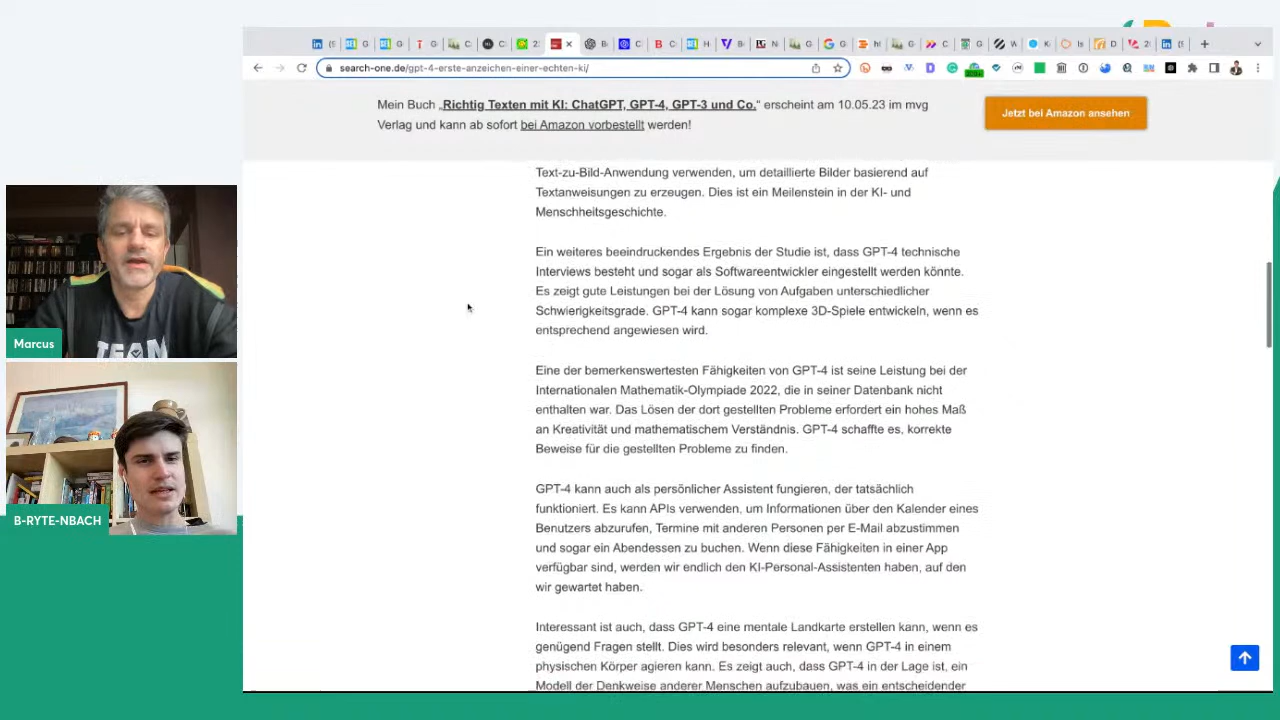 search-one.de/gpt-4-erste-anzeichen-einer-echten-ki/
Mein Buch „Richtig Texten mit KI: ChatGPT, GPT-4, GPT-3 und Co.“ erscheint am 10.05.23 im mvg
Verlag und kann ab sofort bei Amazon vorbestellt werden!
Jetzt bei Amazon ansehen
Text-zu-Bild-Anwendung verwenden, um detaillierte Bilder basierend auf
Textanweisungen zu erzeugen. Dies ist ein Meilenstein in der KI- und
Menschheitsgeschichte.
Ein weiteres beeindruckendes Ergebnis der Studie ist, dass GPT-4 technische
Interviews besteht und sogar als Softwareentwickler eingestellt werden könnte.
Es zeigt gute Leistungen bei der Lösung von Aufgaben unterschiedlicher
Schwierigkeitsgrade. GPT-4 kann sogar komplexe 3D-Spiele entwickeln, wenn es
entsprechend angewiesen wird.
Eine der bemerkenswertesten Fähigkeiten von GPT-4 ist seine Leistung bei der
Internationalen Mathematik-Olympiade 2022, die in seiner Datenbank nicht
enthalten war. Das Lösen der dort gestellten Probleme erfordert ein hohes Maß
an Kreativität und mathematischem Verständnis. GPT-4 schaffte es, korrekte
Beweise für die gestellten Probleme zu finden.
GPT-4 kann auch als persönlicher Assistent fungieren, der tatsächlich
funktioniert. Es kann APIs verwenden, um Informationen über den Kalender eines
Benutzers abzurufen, Termine mit anderen Personen per E-Mail abzustimmen
und sogar ein Abendessen zu buchen. Wenn diese Fähigkeiten in einer App
verfügbar sind, werden wir endlich den KI-Personal-Assistenten haben, auf den
wir gewartet haben.
Interessant ist auch, dass GPT-4 eine mentale Landkarte erstellen kann, wenn es
genügend Fragen stellt. Dies wird besonders relevant, wenn GPT-4 in einem
physischen Körper agieren kann. Es zeigt auch, dass GPT-4 in der Lage ist, ein
Modell der Denkweise anderer Menschen aufzubauen, was ein entscheidender
TEAM
Marcus
B-RYTE-NBACH